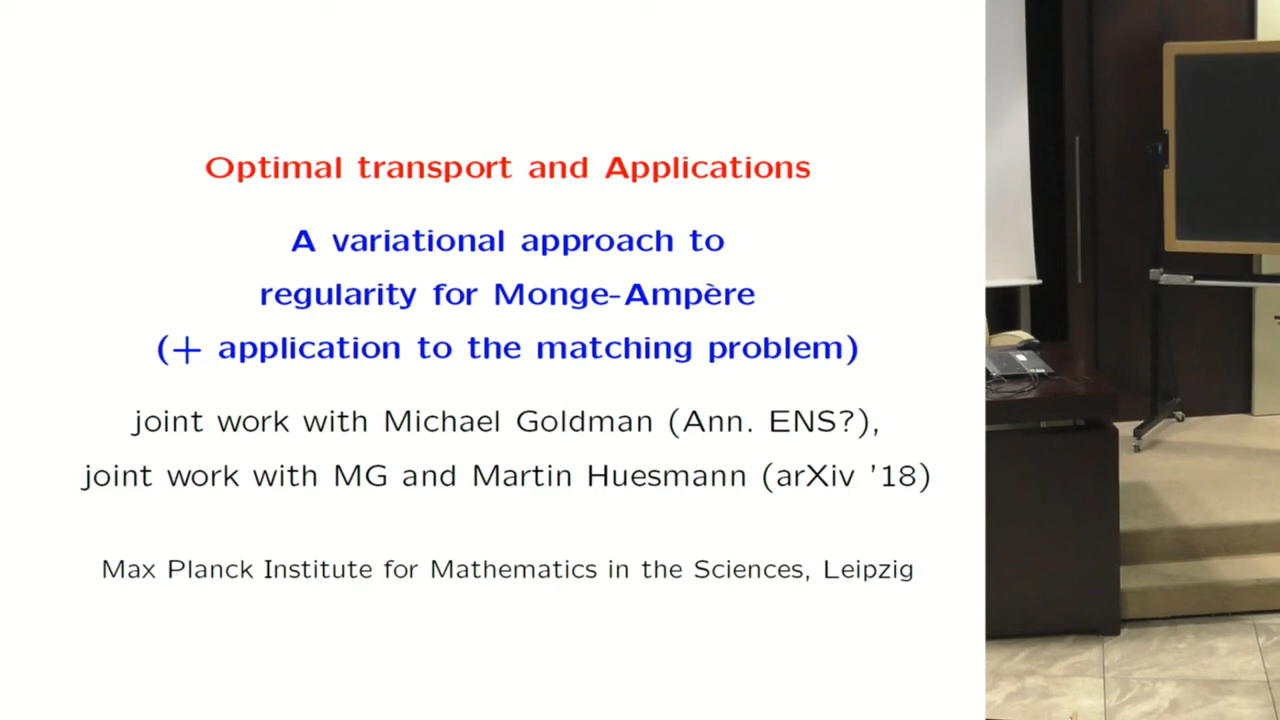 Optimal transport and Applications
A variational approach to
regularity for Monge-Ampère
(+ application to the matching problem)
joint work with Michael Goldman (Ann. ENS?),
joint work with MG and Martin Huesmann (arXiv '18)
Max Planck Institute for Mathematics in the Sciences, Leipzig